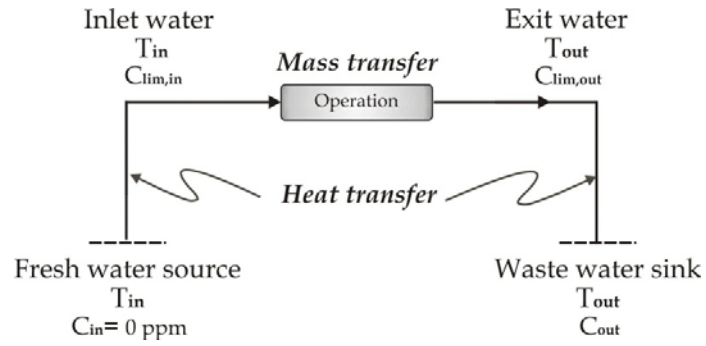 Inlet water
Tin
Clim,in
Exit water
Tout
Clim,out
Mass transfer
Operation
Heat transfer
Fresh water source
Tin
Cin= 0 ppm
Waste water sink
Tout
Cout